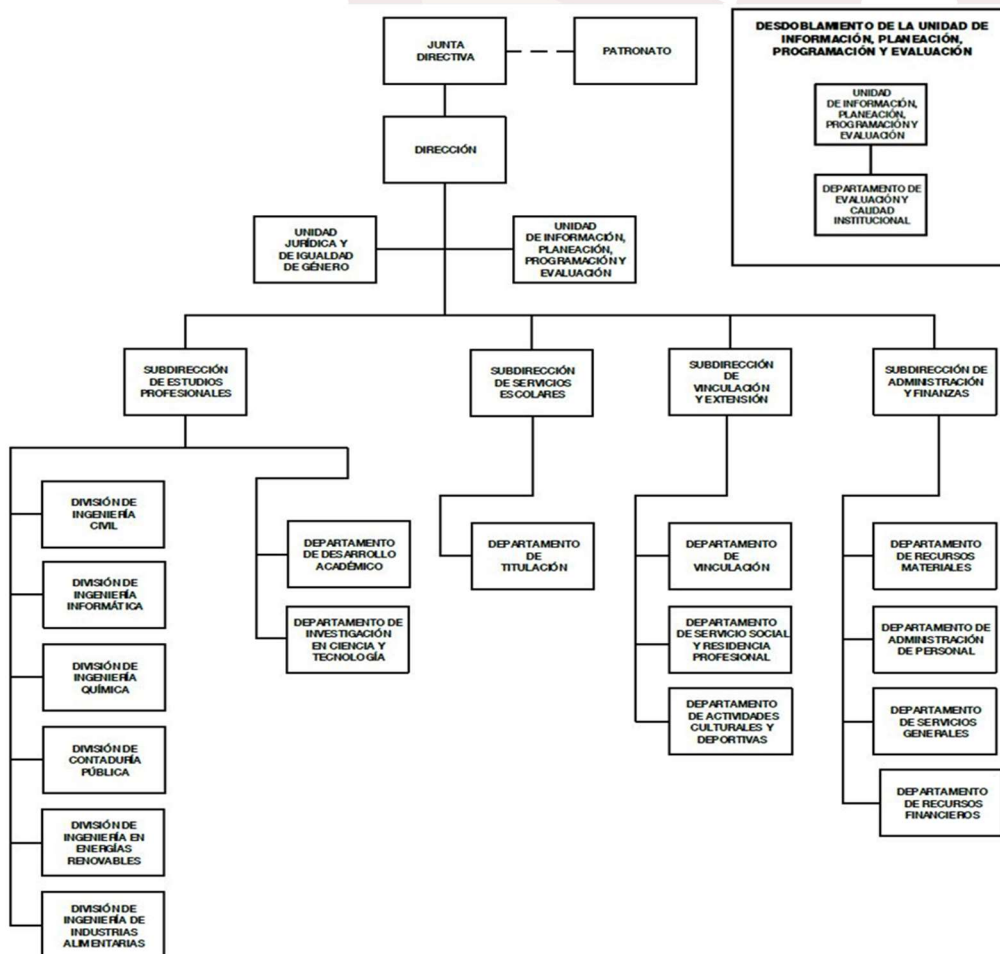 JUNTA
DIRECTIVA
PATRONATO
DESDOBLAMIENTO DE LA UNIDAD DE
INFORMACIÓN, PLANEACIÓN,
PROGRAMACIÓN Y EVALUACIÓN
UNIDAD
DE INFORMACIÓN,
PLANEACIÓN,
PROGRAMACIÓN Y
EVALUACIÓN
DEPARTAMENTO DE
EVALUACIÓN Y
CALIDAD
INSTITUCIONAL
DIRECCIÓN
UNIDAD
JURÍDICA Y
DE IGUALDAD
DE GÉNERO
UNIDAD
DE INFORMACIÓN,
PLANEACIÓN,
PROGRAMACIÓN Y
EVALUACIÓN
SUBDIRECCIÓN
DE ESTUDIOS
PROFESIONALES
SUBDIRECCIÓN
DE SERVICIOS
ESCOLARES
SUBDIRECCIÓN
DE
VINCULACIÓN
Y EXTENSIÓN
SUBDIRECCIÓN DE
ADMINISTRACIÓN
Y FINANZAS
DIVISIÓN DE
INGENIERÍA
CIVIL
DIVISIÓN DE
INGENIERÍA
INFORMÁTICA
DIVISIÓN DE
INGENIERÍA
QUÍMICA
DIVISIÓN DE
CONTADURÍA
PÚBLICA
DIVISIÓN DE
INGENIERÍA EN
ENERGÍAS
RENOVABLES
DIVISIÓN DE
INGENIERÍA DE
INDUSTRIAS
ALIMENTARIAS
DEPARTAMENTO
DE DESARROLLO
ACADÉMICO
DEPARTAMENTO DE
INVESTIGACIÓN
EN CIENCIA Y
TECNOLOGÍA
DEPARTAMENTO
DE
TITULACIÓN
DEPARTAMENTO
DE
VINCULACIÓN
DEPARTAMENTO
DE SERVICIO SOCIAL
Y RESIDENCIA
PROFESIONAL
DEPARTAMENTO
DE ACTIVIDADES
CULTURALES Y
DEPORTIVAS
DEPARTAMENTO
DE RECURSOS
MATERIALES
DEPARTAMENTO DE
ADMINISTRACIÓN
DE PERSONAL
DEPARTAMENTO
DE SERVICIOS
GENERALES
DEPARTAMENTO
DE RECURSOS
FINANCIEROS